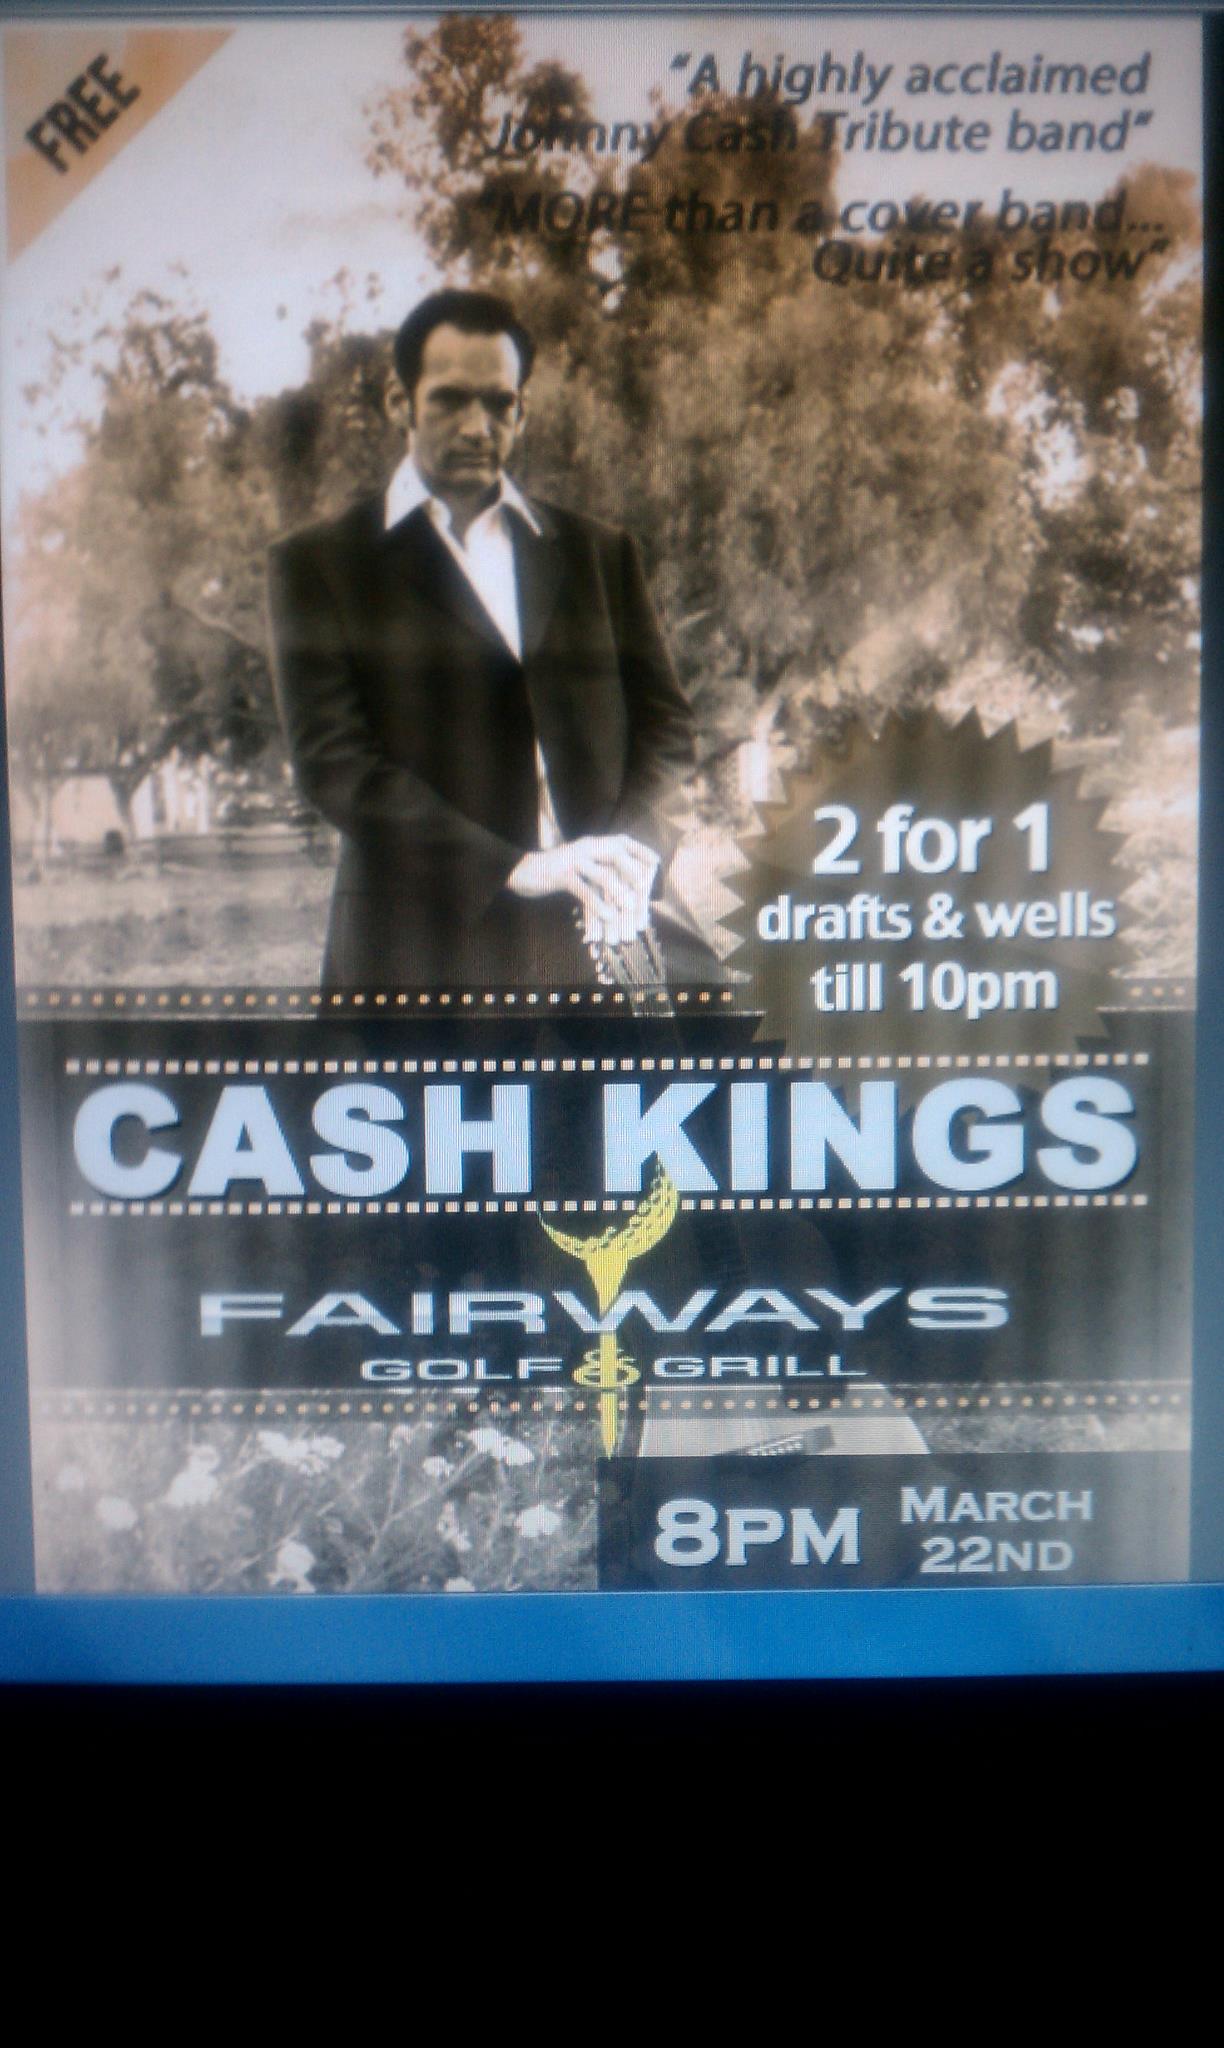 FREE
"A highly acclaimed
Johnny Cash Tribute band"
"MORE than a cover band...
Quite a show"
2 for 1
drafts & wells
till 10pm
CASH KINGS
FAIRWAYS
GOLF & GRILL
8PM
MARCH
22ND